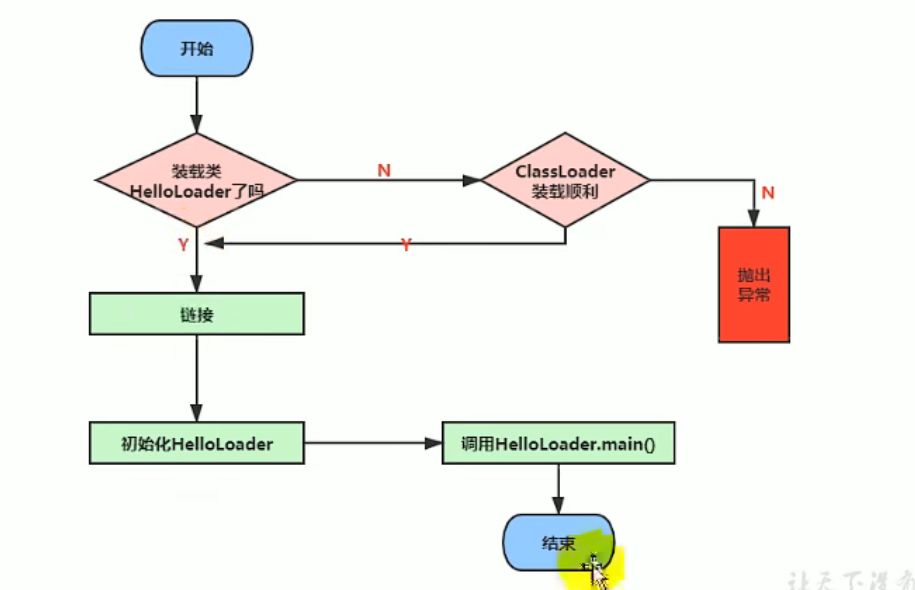 开始
装载类
HelloLoader了吗
N
ClassLoader
装载顺利
N
Y
Y
抛出
异常
链接
初始化HelloLoader
调用HelloLoader.main()
结束
让天下没有